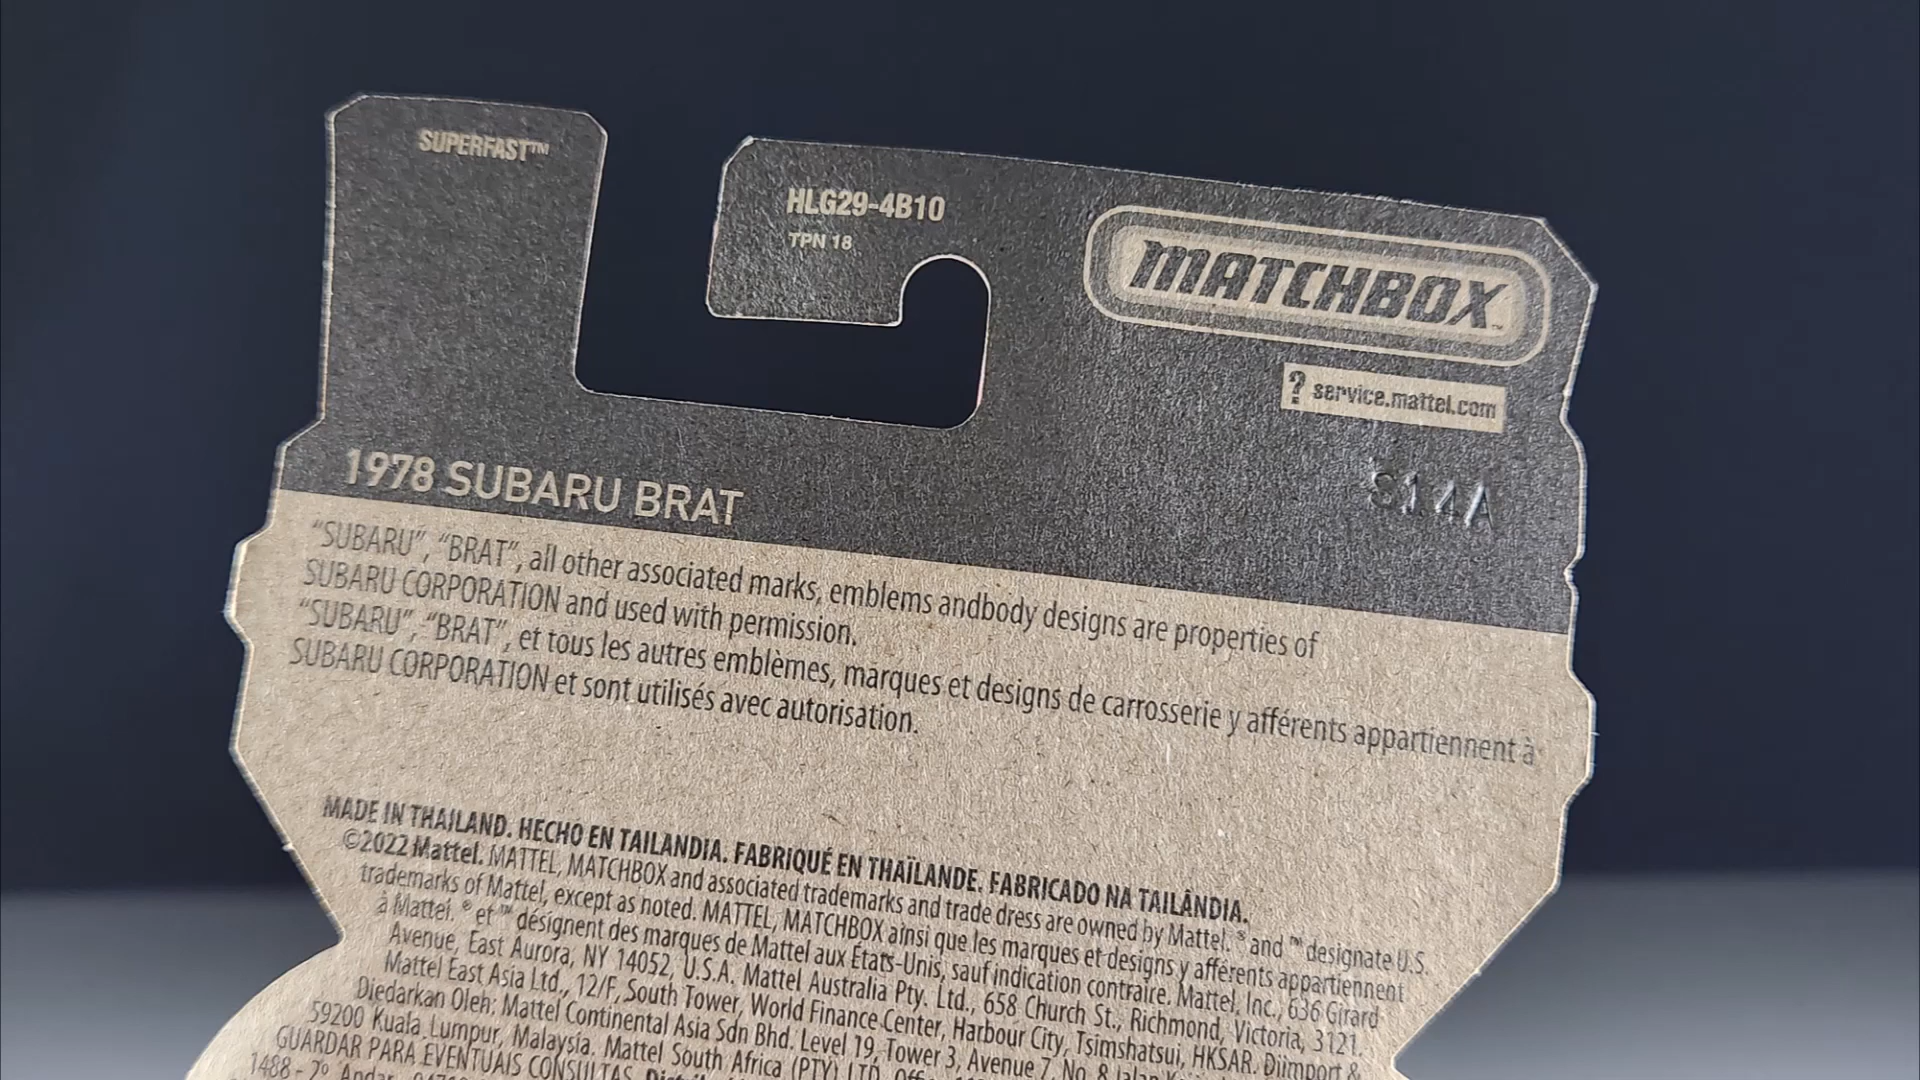 SUPERFAST™
HLG29-4B10
TPN 18
MATCHBOX™
? service.mattel.com
S14A
1978 SUBARU BRAT
“SUBARU”, “BRAT”, all other associated marks, emblems andbody designs are properties of
SUBARU CORPORATION and used with permission.
“SUBARU”, “BRAT”, et tous les autres emblèmes, marques et designs de carrosserie y afférents appartiennent à
SUBARU CORPORATION et sont utilisés avec autorisation.
MADE IN THAILAND. HECHO EN TAILANDIA. FABRIQUÉ EN THAÏLANDE. FABRICADO NA TAILÂNDIA.
©2022 Mattel. MATTEL, MATCHBOX and associated trademarks and trade dress are owned by Mattel. ® and ™ designate U.S.
trademarks of Mattel, except as noted. MATTEL, MATCHBOX ainsi que les marques et designs y afférents appartiennent
à Mattel. ® et ™ désignent des marques de Mattel aux États-Unis, sauf indication contraire. Mattel, Inc., 636 Girard
Avenue, East Aurora, NY 14052, U.S.A. Mattel Australia Pty. Ltd., 658 Church St., Richmond, Victoria, 3121.
Mattel East Asia Ltd., 12/F, South Tower, World Finance Center, Harbour City, Tsimshatsui, HKSAR. Diimport &
Diedarkan Oleh: Mattel Continental Asia Sdn Bhd. Level 19, Tower 3, Avenue 7, No. 8 Jalan
59200 Kuala Lumpur, Malaysia. Mattel South Africa (PTY) LTD,
GUARDAR PARA EVENTUAIS CONSULTAS.
1488 - 2º Andar